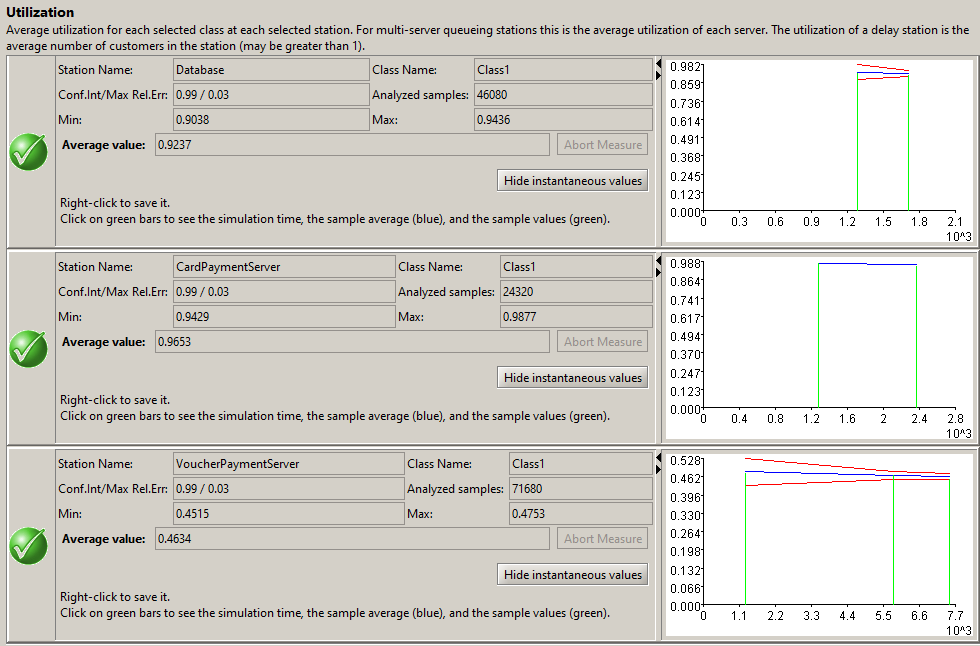 Utilization
Average utilization for each selected class at each selected station. For multi-server queueing stations this is the average utilization of each server. The utilization of a delay station is the
average number of customers in the station (may be greater than 1).
Station Name: Database Class Name: Class1
Conf.Int/Max Rel.Err: 0.99 / 0.03 Analyzed samples: 46080
Min: 0.9038 Max: 0.9436
Average value: 0.9237 Abort Measure
Hide instantaneous values
Right-click to save it.
Click on green bars to see the simulation time, the sample average (blue), and the sample values (green).
0.982
0.859
0.736
0.614
0.491
0.368
0.245
0.123
0.000
0 0.3 0.6 0.9 1.2 1.5 1.8 2.1
10^3
Station Name: CardPaymentServer Class Name: Class1
Conf.Int/Max Rel.Err: 0.99 / 0.03 Analyzed samples: 24320
Min: 0.9429 Max: 0.9877
Average value: 0.9653 Abort Measure
Hide instantaneous values
Right-click to save it.
Click on green bars to see the simulation time, the sample average (blue), and the sample values (green).
0.988
0.864
0.741
0.617
0.494
0.370
0.247
0.123
0.000
0 0.4 0.8 1.2 1.6 2 2.4 2.8
10^3
Station Name: VoucherPaymentServer Class Name: Class1
Conf.Int/Max Rel.Err: 0.99 / 0.03 Analyzed samples: 71680
Min: 0.4515 Max: 0.4753
Average value: 0.4634 Abort Measure
Hide instantaneous values
Right-click to save it.
Click on green bars to see the simulation time, the sample average (blue), and the sample values (green).
0.528
0.462
0.396
0.330
0.264
0.198
0.132
0.066
0.000
0 1.1 2.2 3.3 4.4 5.5 6.6 7.7
10^3